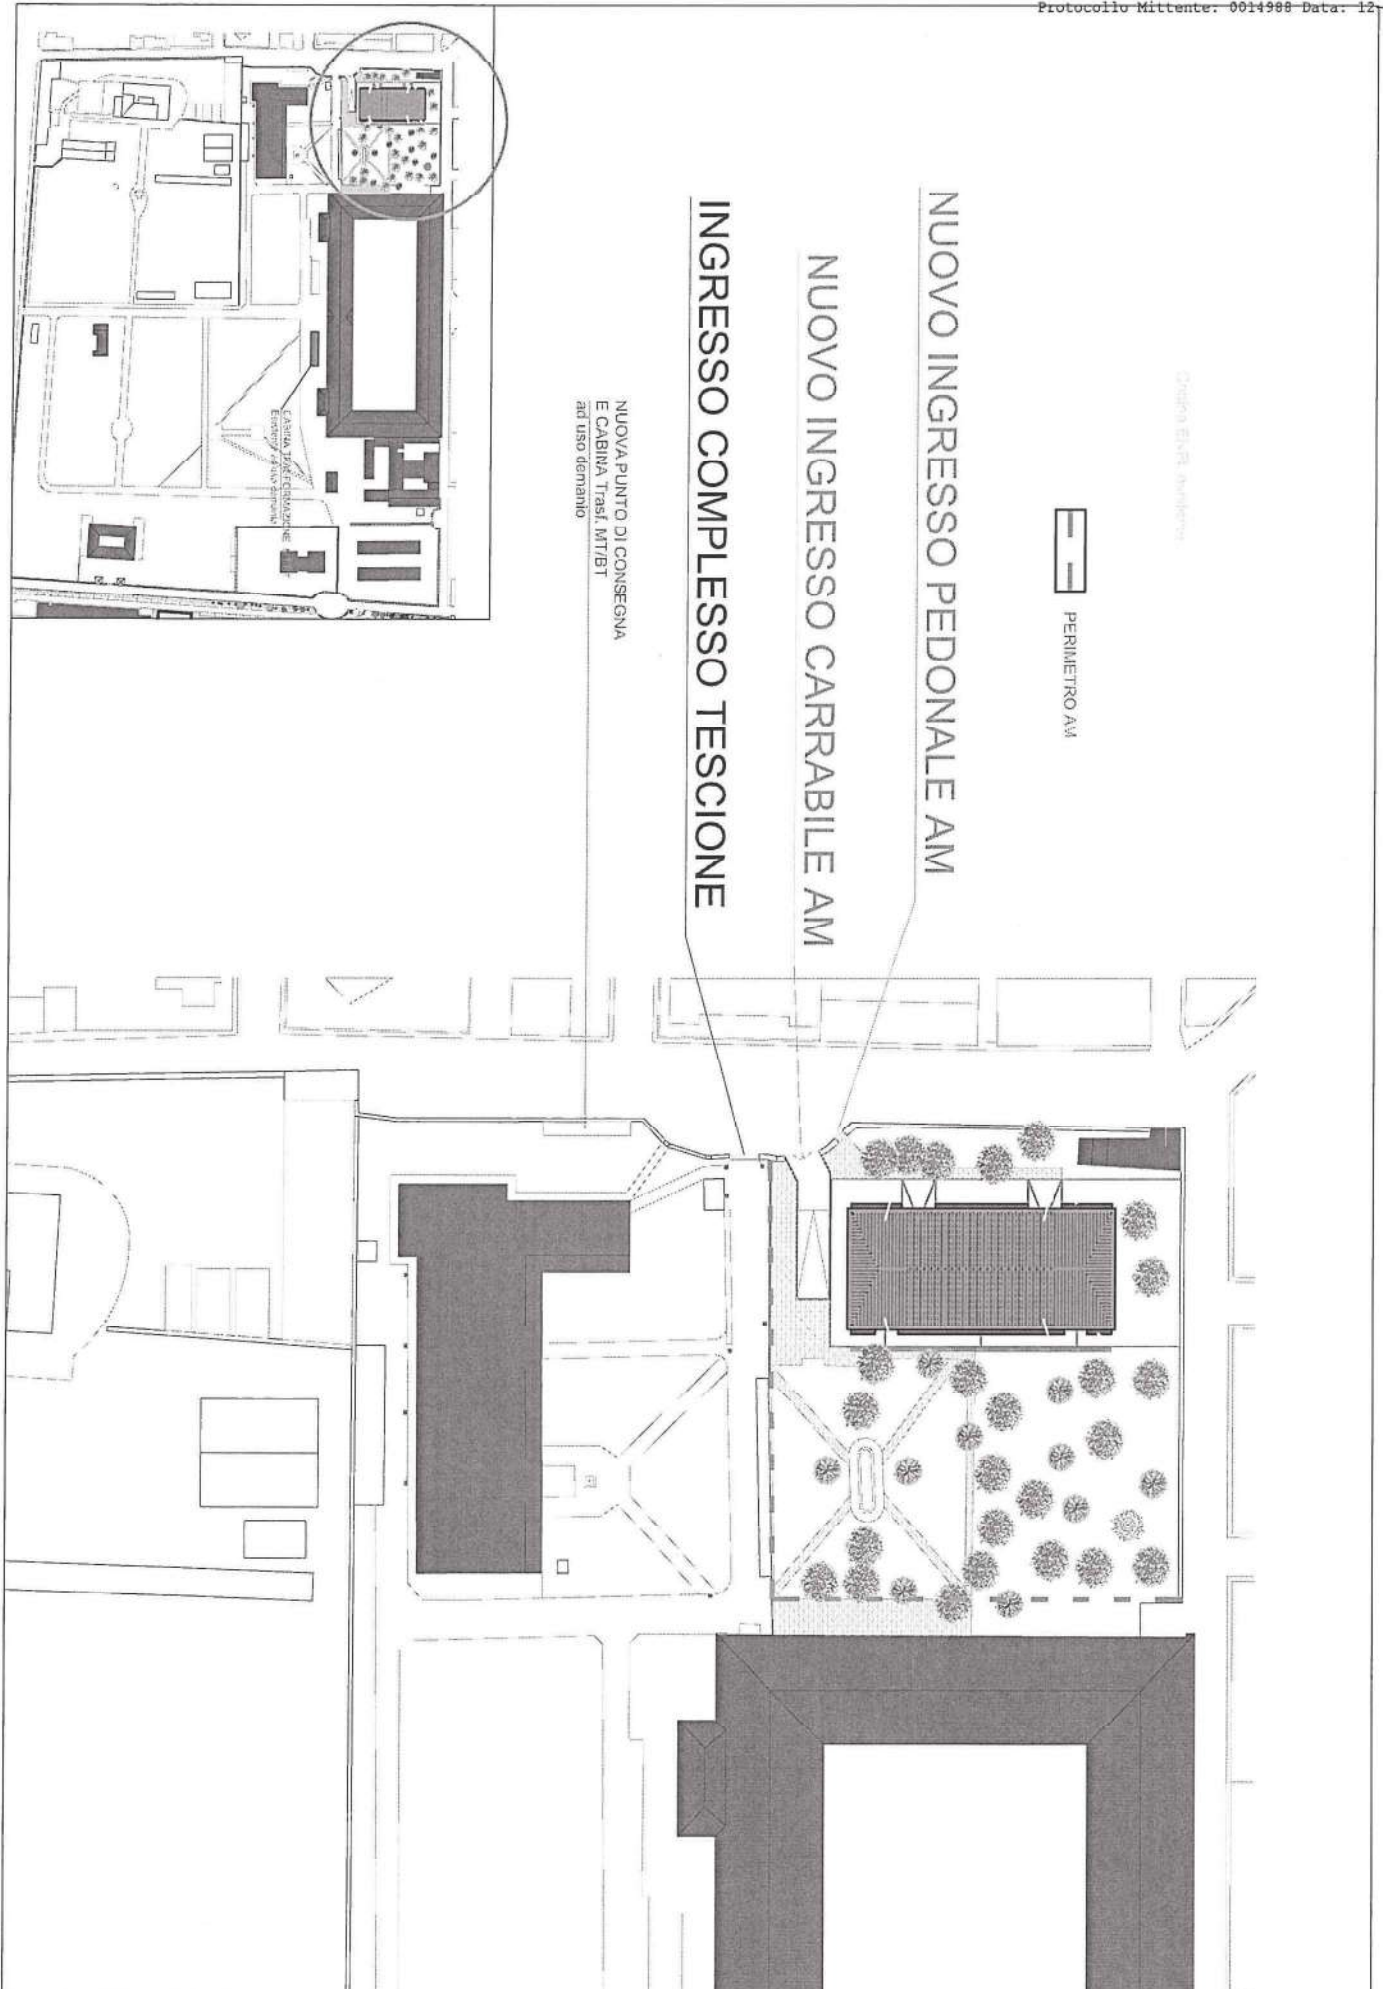 Protocollo Mittente: 0014988 Data: 12-
NUOVO INGRESSO PEDONALE AM
NUOVO INGRESSO CARRABILE AM
INGRESSO COMPLESSO TESCIONE
NUOVA PUNTO DI CONSEGNA
E CABINA Trasf. MT/BT
ad uso demanio
PERIMETRO AM
CABINA TRASFORMAZIONE